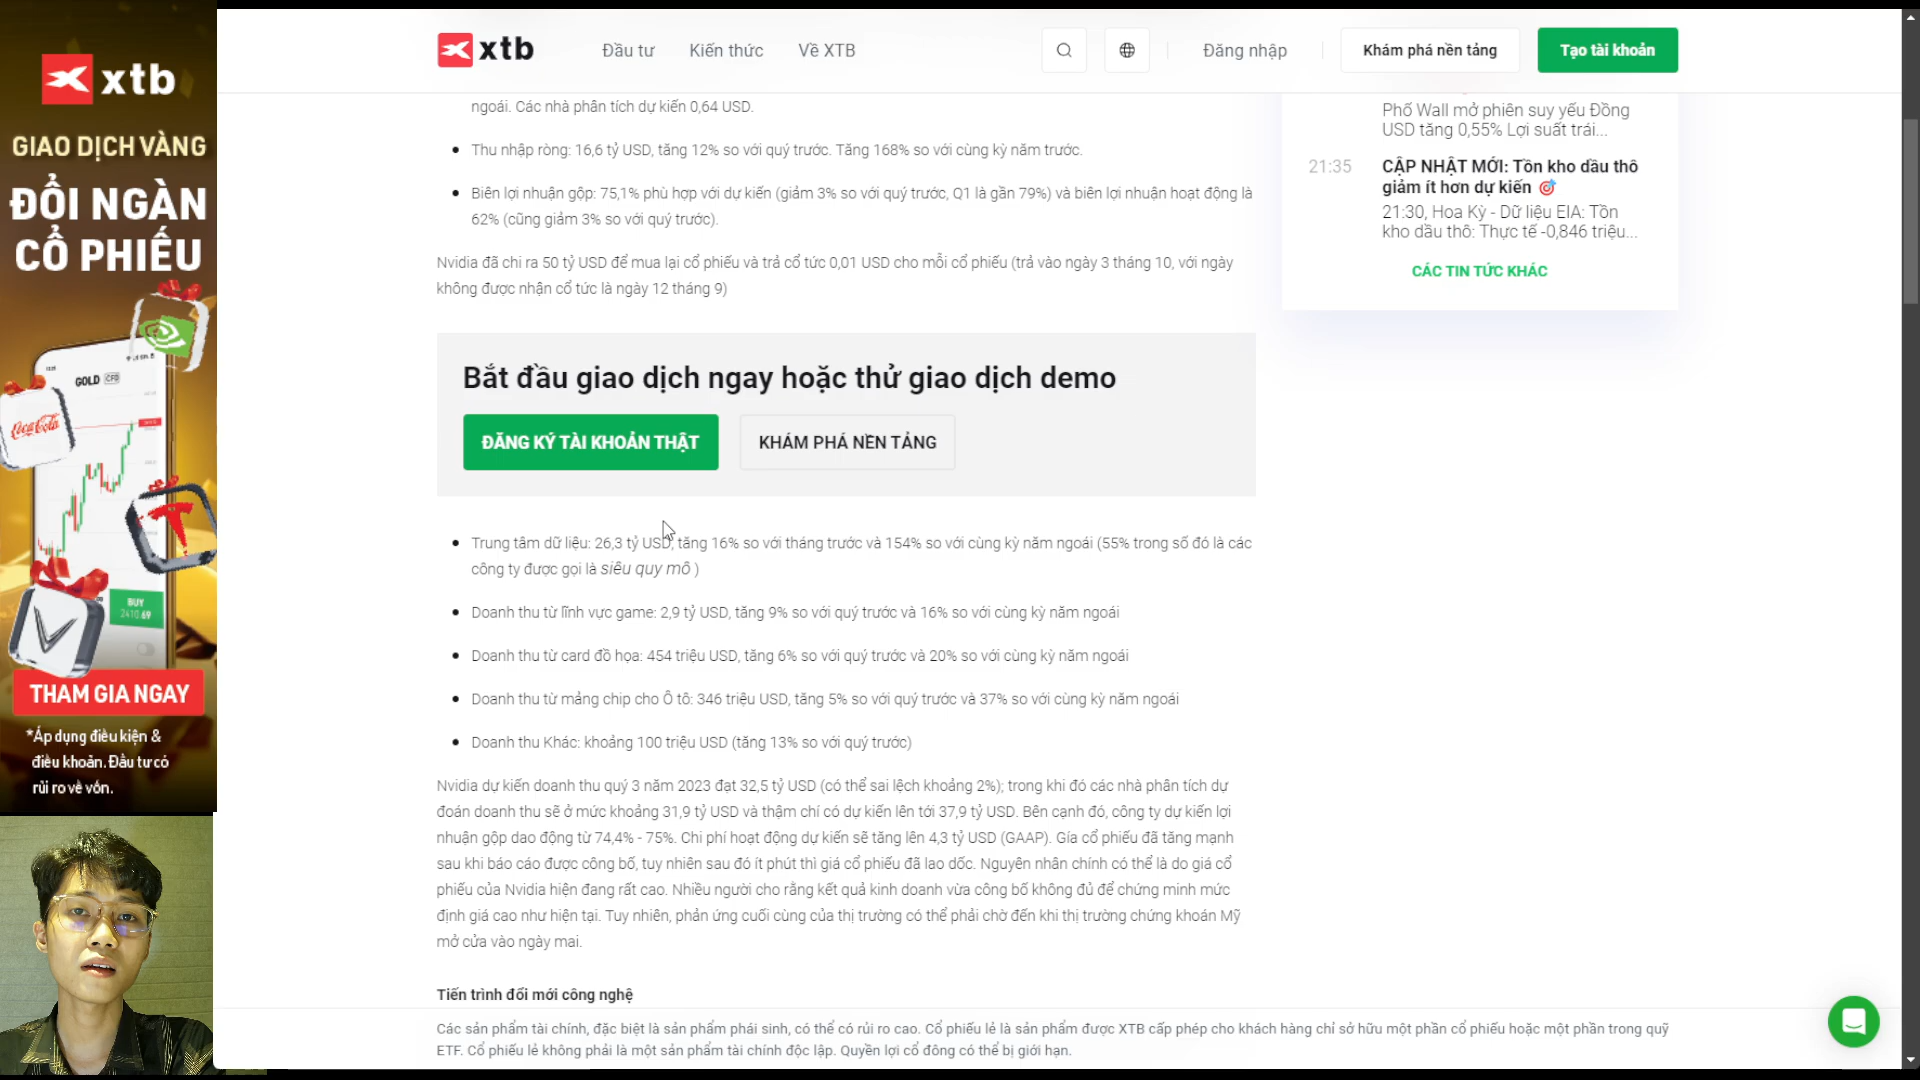 xtb
GIAO DỊCH VÀNG
ĐỔI NGÀN
CỔ PHIẾU
GOLD CFD
Coca-Cola
BUY
2410.69
THAM GIA NGAY
*Áp dụng điều kiện &
điều khoản. Đầu tư có
rủi ro về vốn.
xtb
Đầu tư
Kiến thức
Về XTB
Đăng nhập
Khám phá nền tảng
Tạo tài khoản
ngoái. Các nhà phân tích dự kiến 0,64 USD.
Thu nhập ròng: 16,6 tỷ USD, tăng 12% so với quý trước. Tăng 168% so với cùng kỳ năm trước.
Biên lợi nhuận gộp: 75,1% phù hợp với dự kiến (giảm 3% so với quý trước, Q1 là gần 79%) và biên lợi nhuận hoạt động là
62% (cũng giảm 3% so với quý trước).
Nvidia đã chi ra 50 tỷ USD để mua lại cổ phiếu và trả cổ tức 0,01 USD cho mỗi cổ phiếu (trả vào ngày 3 tháng 10, với ngày
không được nhận cổ tức là ngày 12 tháng 9)
Bắt đầu giao dịch ngay hoặc thử giao dịch demo
ĐĂNG KÝ TÀI KHOẢN THẬT
KHÁM PHÁ NỀN TẢNG
Trung tâm dữ liệu: 26,3 tỷ USD, tăng 16% so với tháng trước và 154% so với cùng kỳ năm ngoái (55% trong số đó là các
công ty được gọi là siêu quy mô )
Doanh thu từ lĩnh vực game: 2,9 tỷ USD, tăng 9% so với quý trước và 16% so với cùng kỳ năm ngoái
Doanh thu từ card đồ họa: 454 triệu USD, tăng 6% so với quý trước và 20% so với cùng kỳ năm ngoái
Doanh thu từ mảng chip cho Ô tô: 346 triệu USD, tăng 5% so với quý trước và 37% so với cùng kỳ năm ngoái
Doanh thu Khác: khoảng 100 triệu USD (tăng 13% so với quý trước)
Nvidia dự kiến doanh thu quý 3 năm 2023 đạt 32,5 tỷ USD (có thể sai lệch khoảng 2%); trong khi đó các nhà phân tích dự
đoán doanh thu sẽ ở mức khoảng 31,9 tỷ USD và thậm chí có dự kiến lên tới 37,9 tỷ USD. Bên cạnh đó, công ty dự kiến lợi
nhuận gộp dao động từ 74,4% - 75%. Chi phí hoạt động dự kiến sẽ tăng lên 4,3 tỷ USD (GAAP). Gía cổ phiếu đã tăng mạnh
sau khi báo cáo được công bố, tuy nhiên sau đó ít phút thì giá cổ phiếu đã lao dốc. Nguyên nhân chính có thể là do giá cổ
phiếu của Nvidia hiện đang rất cao. Nhiều người cho rằng kết quả kinh doanh vừa công bố không đủ để chứng minh mức
định giá cao như hiện tại. Tuy nhiên, phản ứng cuối cùng của thị trường có thể phải chờ đến khi thị trường chứng khoán Mỹ
mở cửa vào ngày mai.
Tiến trình đổi mới công nghệ
Phố Wall mở phiên suy yếu Đồng
USD tăng 0,55% Lợi suất trái...
21:35
CẬP NHẬT MỚI: Tồn kho dầu thô
giảm ít hơn dự kiến
21:30, Hoa Kỳ - Dữ liệu EIA: Tồn
kho dầu thô: Thực tế -0,846 triệu...
CÁC TIN TỨC KHÁC
Các sản phẩm tài chính, đặc biệt là sản phẩm phái sinh, có thể có rủi ro cao. Cổ phiếu lẻ là sản phẩm được XTB cấp phép cho khách hàng chỉ sở hữu một phần cổ phiếu hoặc một phần trong quỹ
ETF. Cổ phiếu lẻ không phải là một sản phẩm tài chính độc lập. Quyền lợi cổ đông có thể bị giới hạn.